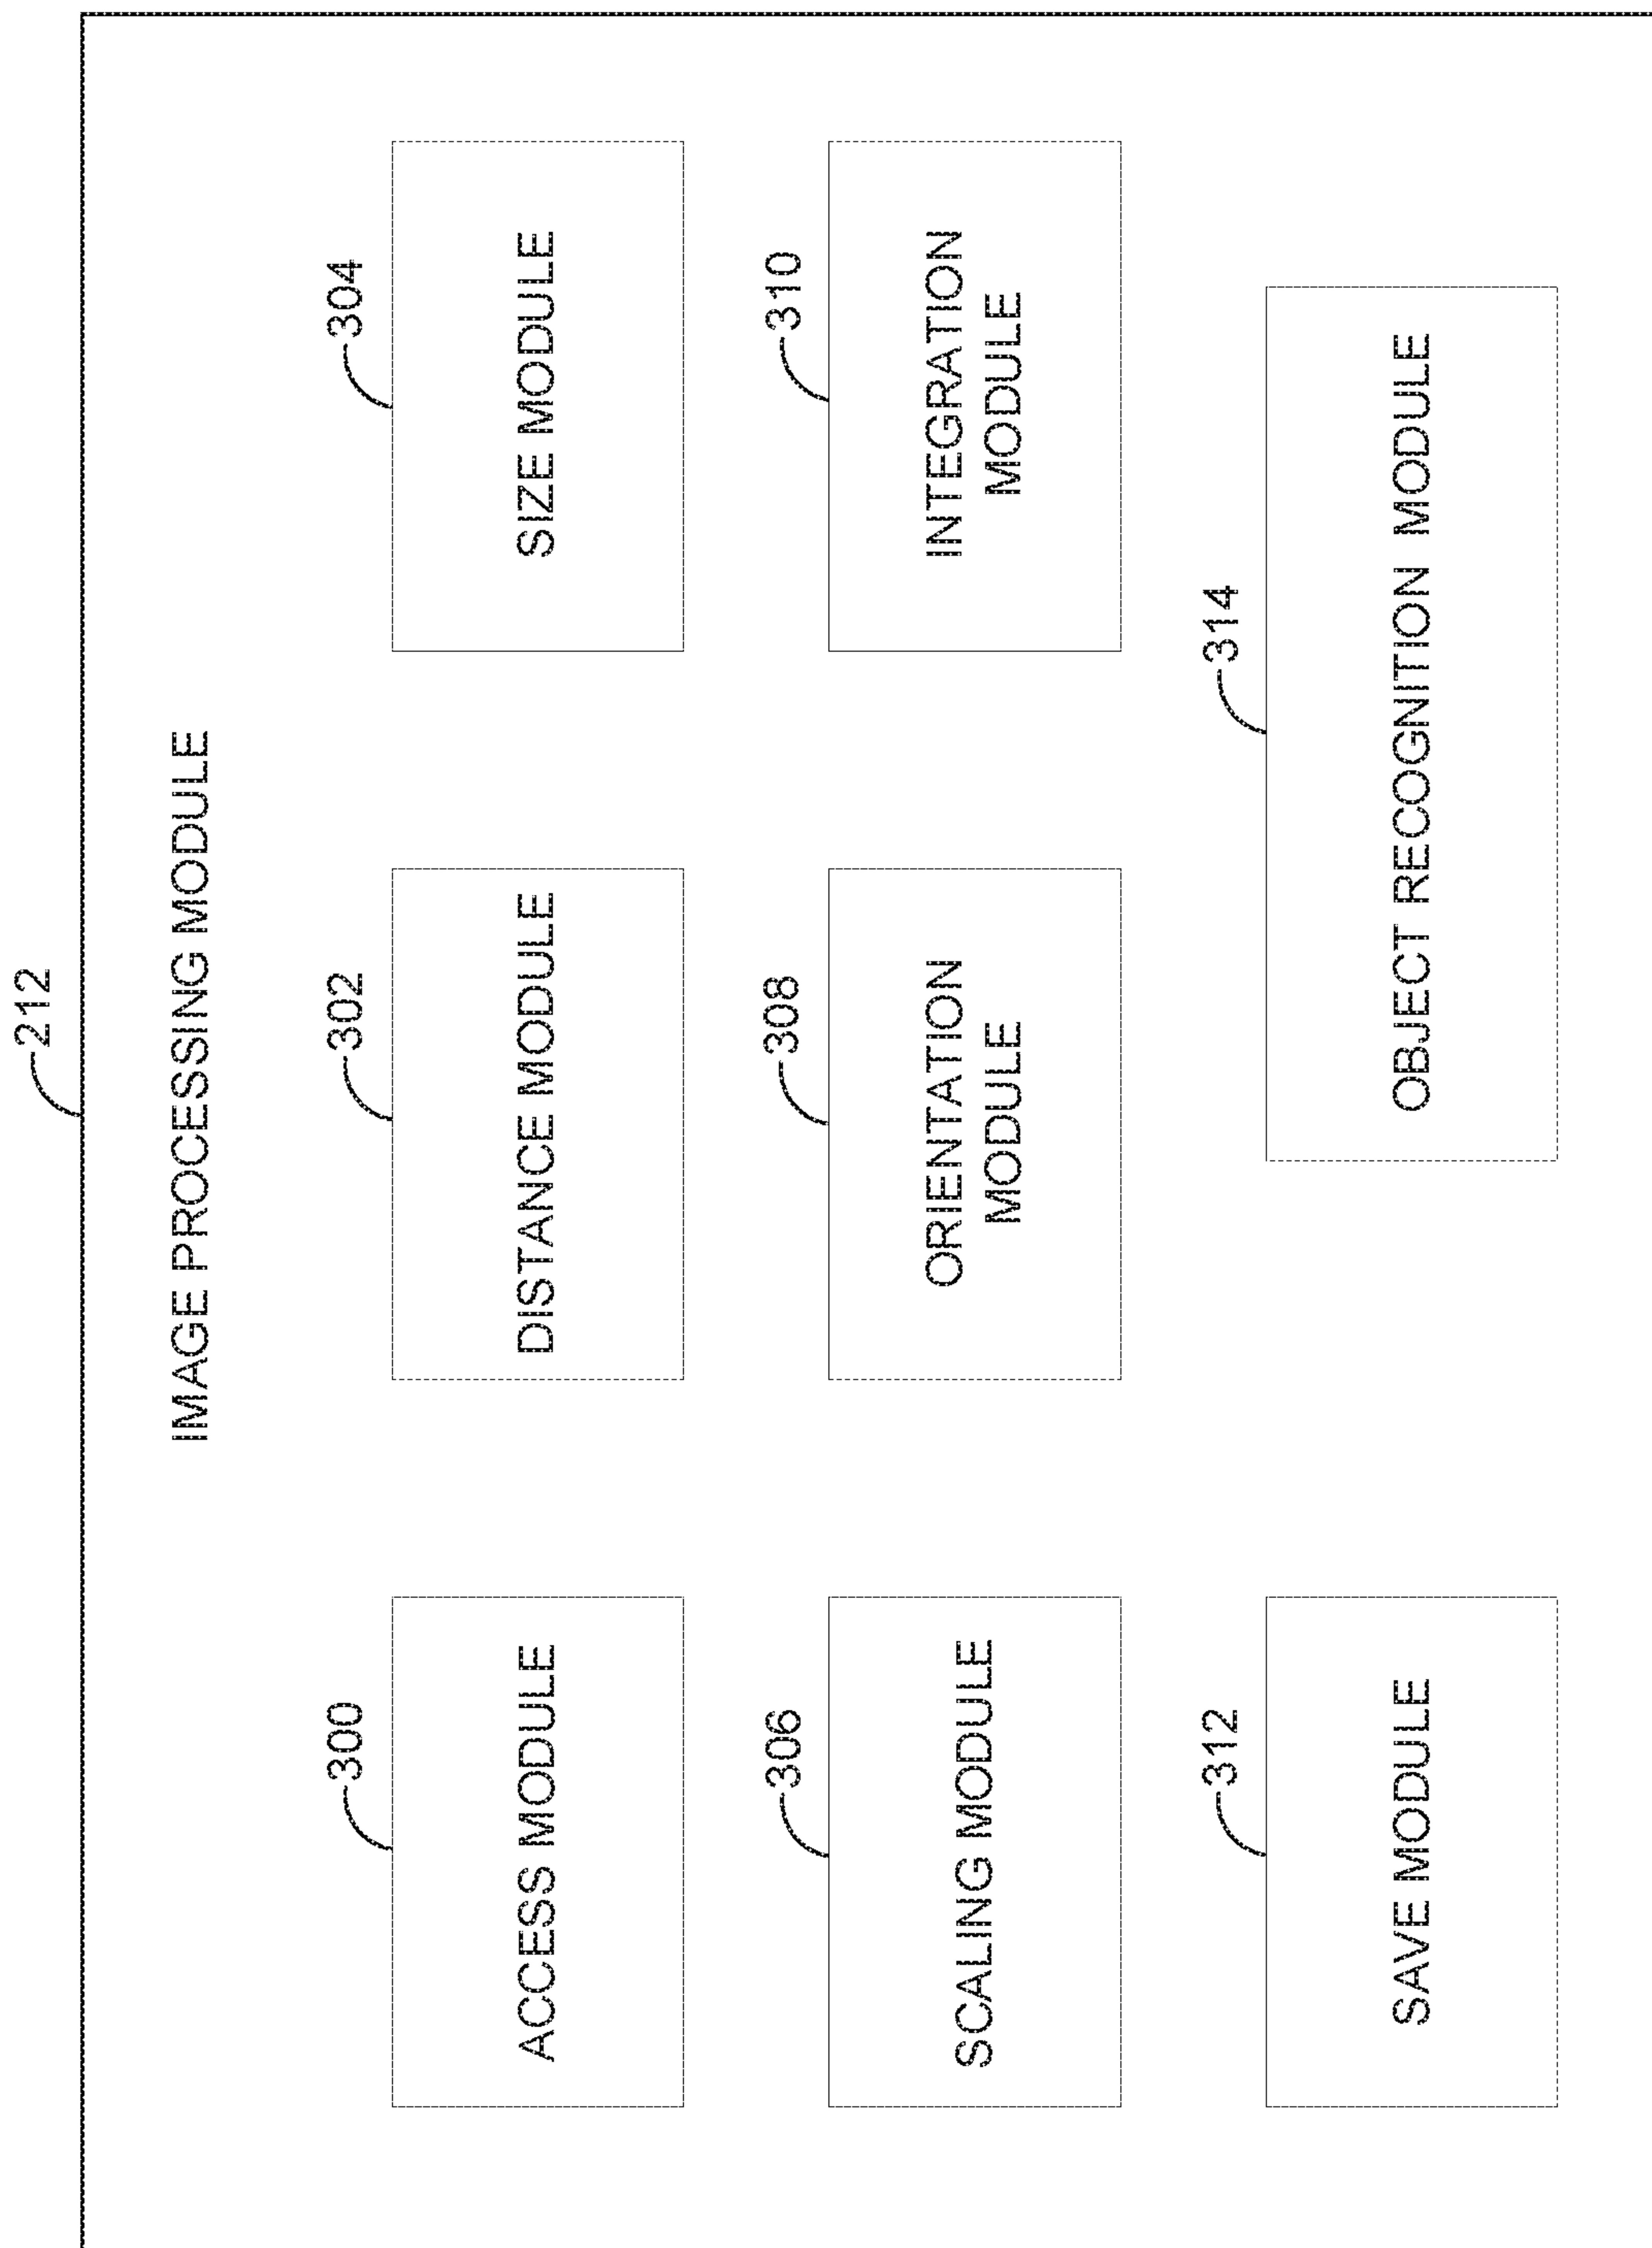 212
IMAGE PROCESSING MODULE
300
ACCESS MODULE
302
DISTANCE MODULE
304
SIZE MODULE
306
SCALING MODULE
308
ORIENTATION
MODULE
310
INTEGRATION
MODULE
312
SAVE MODULE
314
OBJECT RECOGNITION MODULE